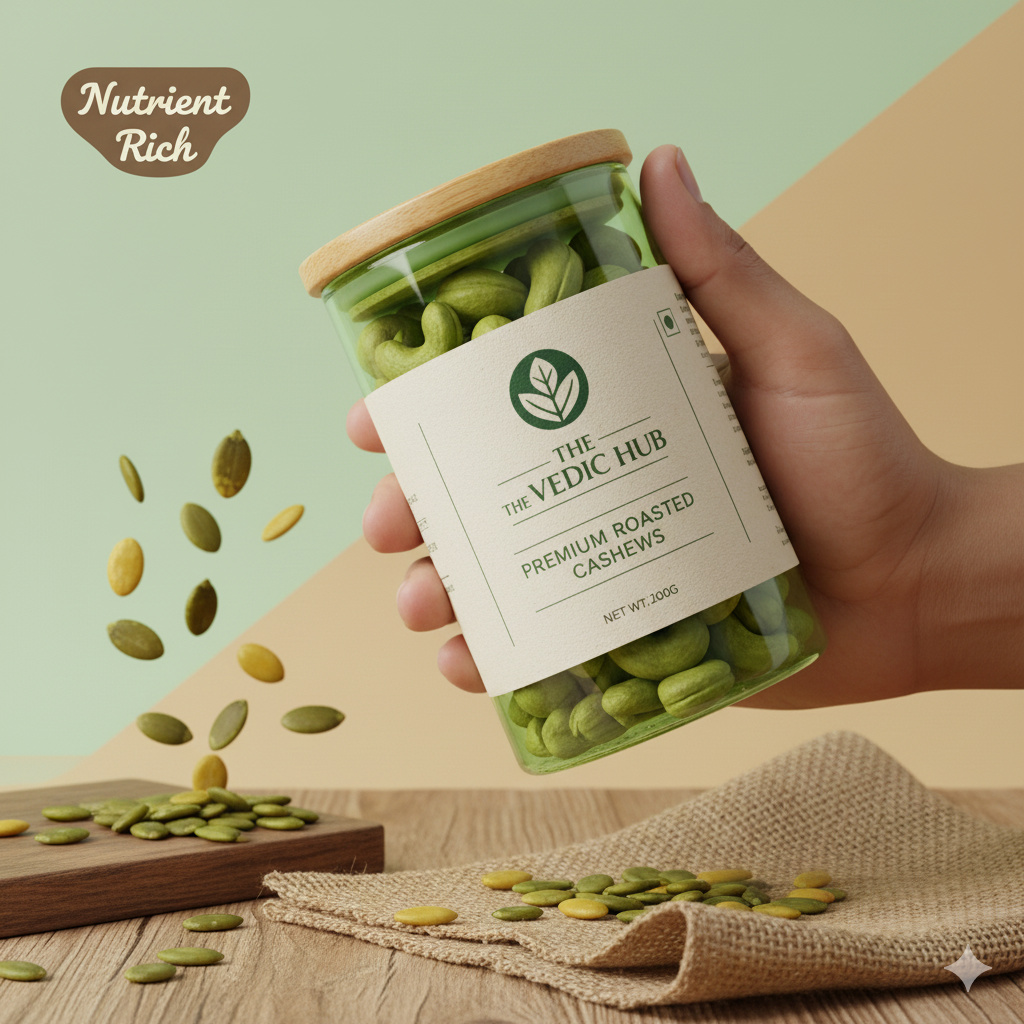 Nutrient
Rich
THE
THE VEDIC HUB
PREMIUM ROASTED
CASHEWS
NET WT. 200G